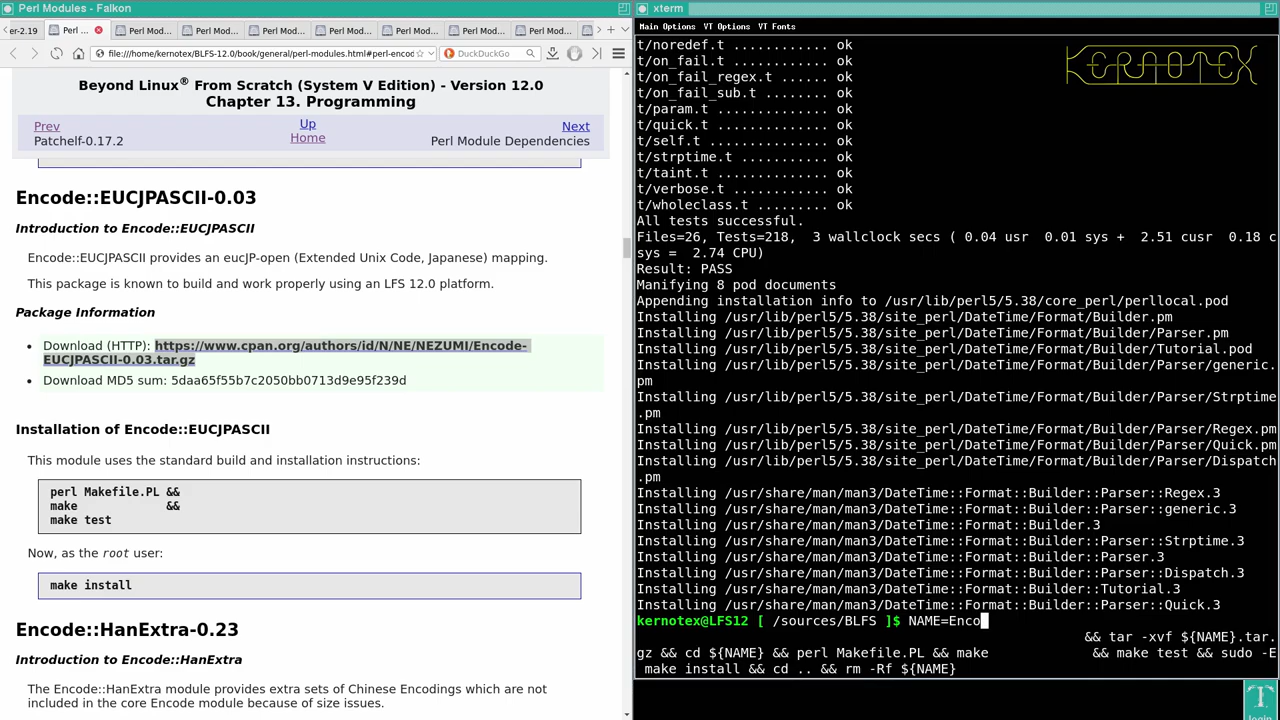 Perl Modules - Falkon
er-2.19
Perl ...
Perl Modul...
Perl Modul...
Perl Modul...
Perl Modul...
Perl Modul...
Perl Modul...
file:///home/kernotex/BLFS-12.0/book/general/perl-modules.html#perl-encod
DuckDuckGo
Beyond Linux® From Scratch (System V Edition) - Version 12.0
Chapter 13. Programming
Prev
Up
Next
Patchelf-0.17.2
Home
Perl Module Dependencies
Encode::EUCJPASCII-0.03
Introduction to Encode::EUCJPASCII
Encode::EUCJPASCII provides an eucJP-open (Extended Unix Code, Japanese) mapping.
This package is known to build and work properly using an LFS 12.0 platform.
Package Information
Download (HTTP): https://www.cpan.org/authors/id/N/NE/NEZUMI/Encode-
EUCJPASCII-0.03.tar.gz
Download MD5 sum: 5daa65f55b7c2050bb0713d9e95f239d
Installation of Encode::EUCJPASCII
This module uses the standard build and installation instructions:
perl Makefile.PL &&
make &&
make test
Now, as the root user:
make install
Encode::HanExtra-0.23
Introduction to Encode::HanExtra
The Encode::HanExtra module provides extra sets of Chinese Encodings which are not
included in the core Encode module because of size issues.
xterm
Main Options VT Options VT Fonts
KERNOTEX
t/noredef.t ............ ok
t/on_fail.t ............ ok
t/on_fail_regex.t ...... ok
t/on_fail_sub.t ........ ok
t/param.t .............. ok
t/quick.t .............. ok
t/self.t ............... ok
t/strptime.t ........... ok
t/taint.t .............. ok
t/verbose.t ............ ok
t/wholeclass.t ......... ok
All tests successful.
Files=26, Tests=218,  3 wallclock secs ( 0.04 usr  0.01 sys +  2.51 cusr  0.18 c
sys =  2.74 CPU)
Result: PASS
Manifying 8 pod documents
Appending installation info to /usr/lib/perl5/5.38/core_perl/perllocal.pod
Installing /usr/lib/perl5/5.38/site_perl/DateTime/Format/Builder.pm
Installing /usr/lib/perl5/5.38/site_perl/DateTime/Format/Builder/Parser.pm
Installing /usr/lib/perl5/5.38/site_perl/DateTime/Format/Builder/Tutorial.pod
Installing /usr/lib/perl5/5.38/site_perl/DateTime/Format/Builder/Parser/generic.
pm
Installing /usr/lib/perl5/5.38/site_perl/DateTime/Format/Builder/Parser/Strptime
.pm
Installing /usr/lib/perl5/5.38/site_perl/DateTime/Format/Builder/Parser/Regex.pm
Installing /usr/lib/perl5/5.38/site_perl/DateTime/Format/Builder/Parser/Quick.pm
Installing /usr/lib/perl5/5.38/site_perl/DateTime/Format/Builder/Parser/Dispatch
.pm
Installing /usr/share/man/man3/DateTime::Format::Builder::Parser::Regex.3
Installing /usr/share/man/man3/DateTime::Format::Builder::Parser::generic.3
Installing /usr/share/man/man3/DateTime::Format::Builder.3
Installing /usr/share/man/man3/DateTime::Format::Builder::Parser::Strptime.3
Installing /usr/share/man/man3/DateTime::Format::Builder::Parser.3
Installing /usr/share/man/man3/DateTime::Format::Builder::Parser::Dispatch.3
Installing /usr/share/man/man3/DateTime::Format::Builder::Tutorial.3
Installing /usr/share/man/man3/DateTime::Format::Builder::Parser::Quick.3
kernotex@LFS12 [ /sources/BLFS ]$ NAME=Enco
&& tar -xvf ${NAME}.tar.
gz && cd ${NAME} && perl Makefile.PL && make && make test && sudo -E
make install && cd .. && rm -Rf ${NAME}
login